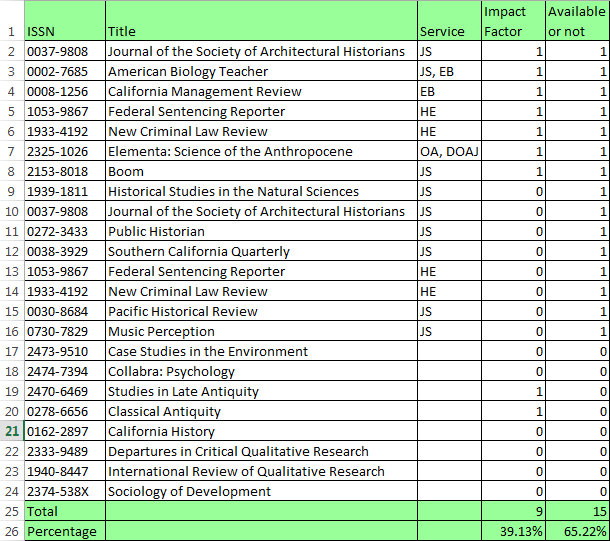 1 ISSN Title Service Impact Factor Available or not
2 0037-9808 Journal of the Society of Architectural Historians JS 1 1
3 0002-7685 American Biology Teacher JS, EB 1 1
4 0008-1256 California Management Review EB 1 1
5 1053-9867 Federal Sentencing Reporter HE 1 1
6 1933-4192 New Criminal Law Review HE 1 1
7 2325-1026 Elementa: Science of the Anthropocene OA, DOAJ 1 1
8 2153-8018 Boom JS 1 1
9 1939-1811 Historical Studies in the Natural Sciences JS 0 1
10 0037-9808 Journal of the Society of Architectural Historians JS 0 1
11 0272-3433 Public Historian JS 0 1
12 0038-3929 Southern California Quarterly JS 0 1
13 1053-9867 Federal Sentencing Reporter HE 0 1
14 1933-4192 New Criminal Law Review HE 0 1
15 0030-8684 Pacific Historical Review JS 0 1
16 0730-7829 Music Perception JS 0 1
17 2473-9510 Case Studies in the Environment 0 0
18 2474-7394 Collabra: Psychology 0 0
19 2470-6469 Studies in Late Antiquity 1 0
20 0278-6656 Classical Antiquity 1 0
21 0162-2897 California History 0 0
22 2333-9489 Departures in Critical Qualitative Research 0 0
23 1940-8447 International Review of Qualitative Research 0 0
24 2374-538X Sociology of Development 0 0
25 Total 9 15
26 Percentage 39.13% 65.22%